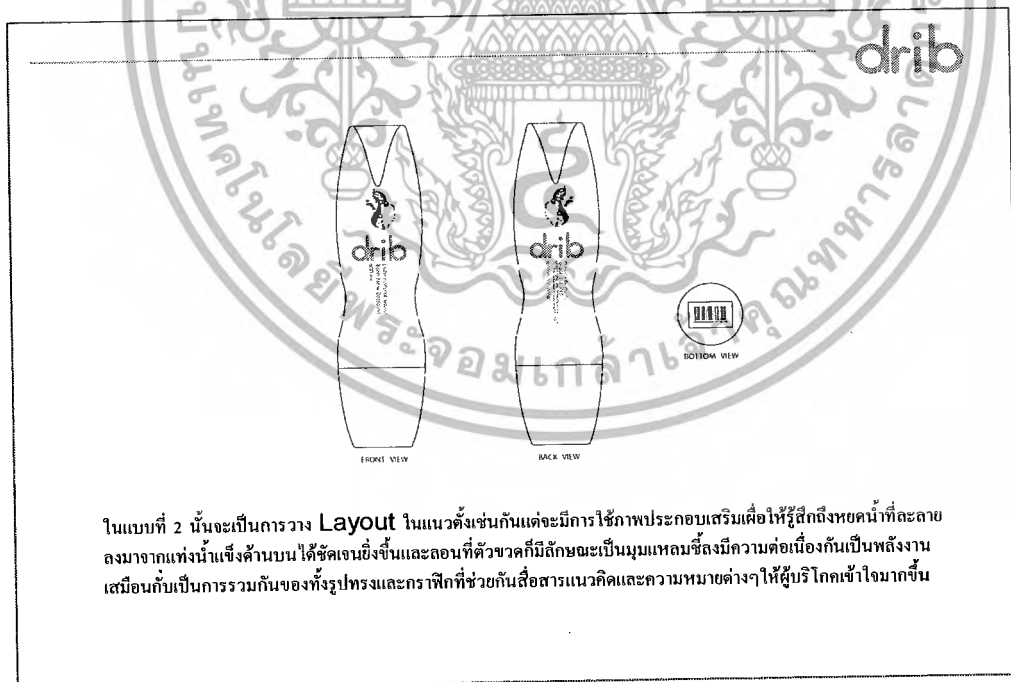 drib
drib
drib
FRONT VIEW
BACK VIEW
BOTTOM VIEW
ในแบบที่ 2 นั้นจะเป็นการวาง Layout ในแนวตั้งเช่นกันแต่จะมีการใช้ภาพประกอบเสริมเผื่อให้รู้สึกถึงหยดน้ำที่ละลาย
ลงมาจากแท่งน้ำแข็งด้านบนได้ชัดเจนยิ่งขึ้นและลอนที่ตัวขวดก็มีลักษณะเป็นมุมแหลมชี้ลงมีความต่อเนื่องกันเป็นพลังงาน
เสมือนกับเป็นการรวมกันของทั้งรูปทรงและกราฟิกที่ช่วยกันสื่อสารแนวคิดและความหมายต่างๆให้ผู้บริโภคเข้าใจมากขึ้น